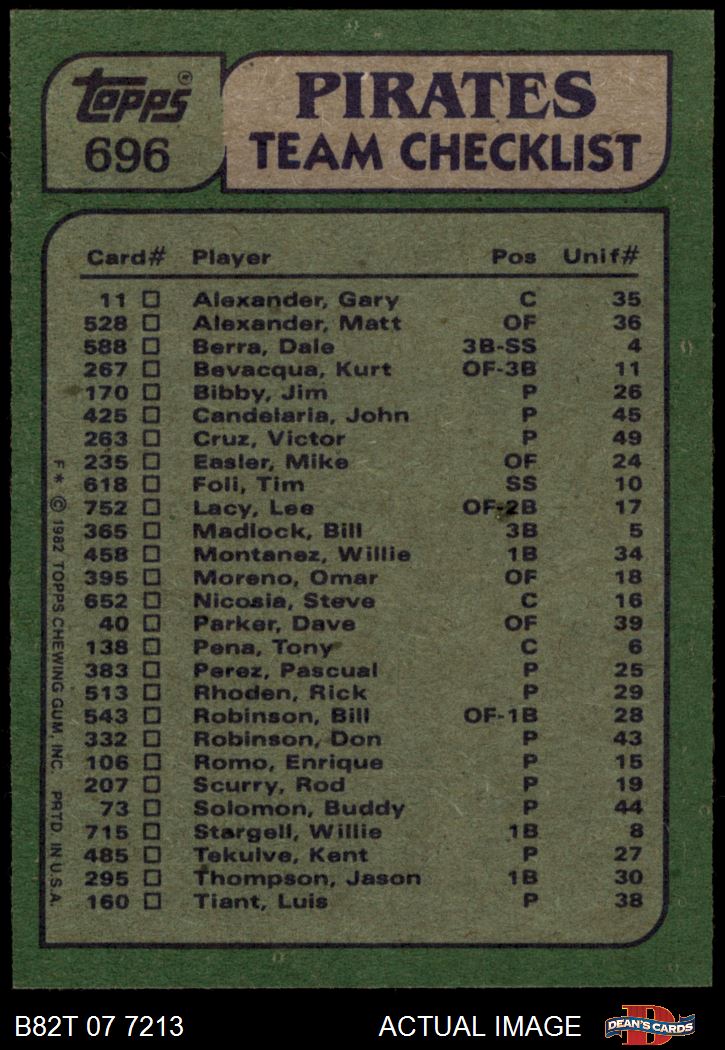 topps®
696
PIRATES
TEAM CHECKLIST
Card# Player Pos Unif#
11 Alexander, Gary C 35
528 Alexander, Matt OF 36
588 Berra, Dale 3B-SS 4
267 Bevacqua, Kurt OF-3B 11
170 Bibby, Jim P 26
425 Candelaria, John P 45
263 Cruz, Victor P 49
235 Easler, Mike OF 24
618 Foli, Tim SS 10
752 Lacy, Lee OF-2B 17
365 Madlock, Bill 3B 5
458 Montanez, Willie 1B 34
395 Moreno, Omar OF 18
652 Nicosia, Steve C 16
40 Parker, Dave OF 39
138 Pena, Tony C 6
383 Perez, Pascual P 25
513 Rhoden, Rick P 29
543 Robinson, Bill OF-1B 28
332 Robinson, Don P 43
106 Romo, Enrique P 15
207 Scurry, Rod P 19
73 Solomon, Buddy P 44
715 Stargell, Willie 1B 8
485 Tekulve, Kent P 27
295 Thompson, Jason 1B 30
160 Tiant, Luis P 38
F * © 1982 TOPPS CHEWING GUM, INC. PRTD. IN U.S.A.
B82T 07 7213 ACTUAL IMAGE
D
DEAN'S CARDS